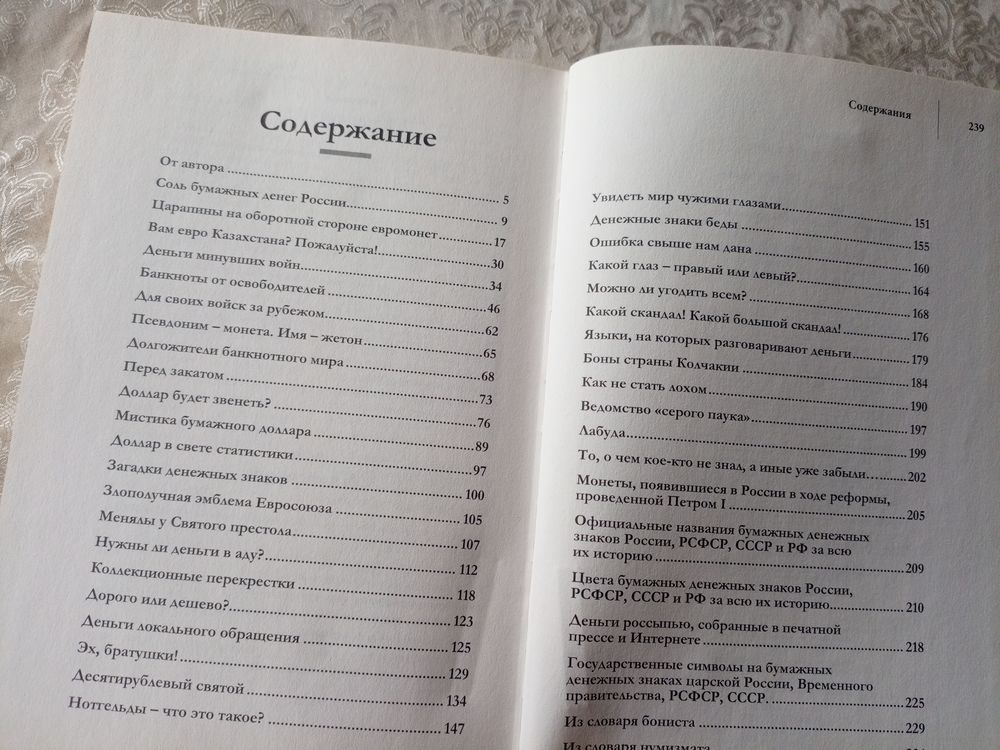 Содержание
От автора 5
Соль бумажных денег России 9
Царапины на оборотной стороне евромонет 17
Вам евро Казахстана? Пожалуйста! 30
Деньги минувших войн 34
Банкноты от освободителей 46
Для своих войск за рубежом 62
Псевдоним – монета. Имя – жетон 65
Долгожители банкнотного мира 68
Перед закатом 73
Доллар будет звенеть? 76
Мистика бумажного доллара 89
Доллар в свете статистики 97
Загадки денежных знаков 100
Злополучная эмблема Евросоюза 105
Менялы у Святого престола 107
Нужны ли деньги в аду? 112
Коллекционные перекрестки 118
Дорого или дешево? 123
Деньги локального обращения 125
Эх, братушки! 129
Десятирублевый святой 134
Нотгельды – что это такое? 147
Содержания 239
Увидеть мир чужими глазами 151
Денежные знаки беды 155
Ошибка свыше нам дана 160
Какой глаз – правый или левый? 164
Можно ли угодить всем? 168
Какой скандал! Какой большой скандал! 176
Языки, на которых разговаривают деньги 179
Боны страны Колчакии 184
Как не стать лохом 190
Ведомство «серого паука» 197
Лабуда 199
То, о чем кое-кто не знал, а иные уже забыли... 202
Монеты, появившиеся в России в ходе реформы,
проведенной Петром I 205
Официальные названия бумажных денежных
знаков России, РСФСР, СССР и РФ за всю
их историю 209
Цвета бумажных денежных знаков России,
РСФСР, СССР и РФ за всю их историю 210
Деньги россыпью, собранные в печатной
прессе и Интернете 218
Государственные символы на бумажных
денежных знаках царской России, Временного
правительства, РСФСР, СССР. 225
Из словаря бониста 229
Из словаря нумизмата